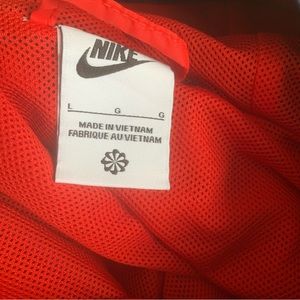 NIKE
L G G
MADE IN VIETNAM
FABRIQUE AU VIETNAM